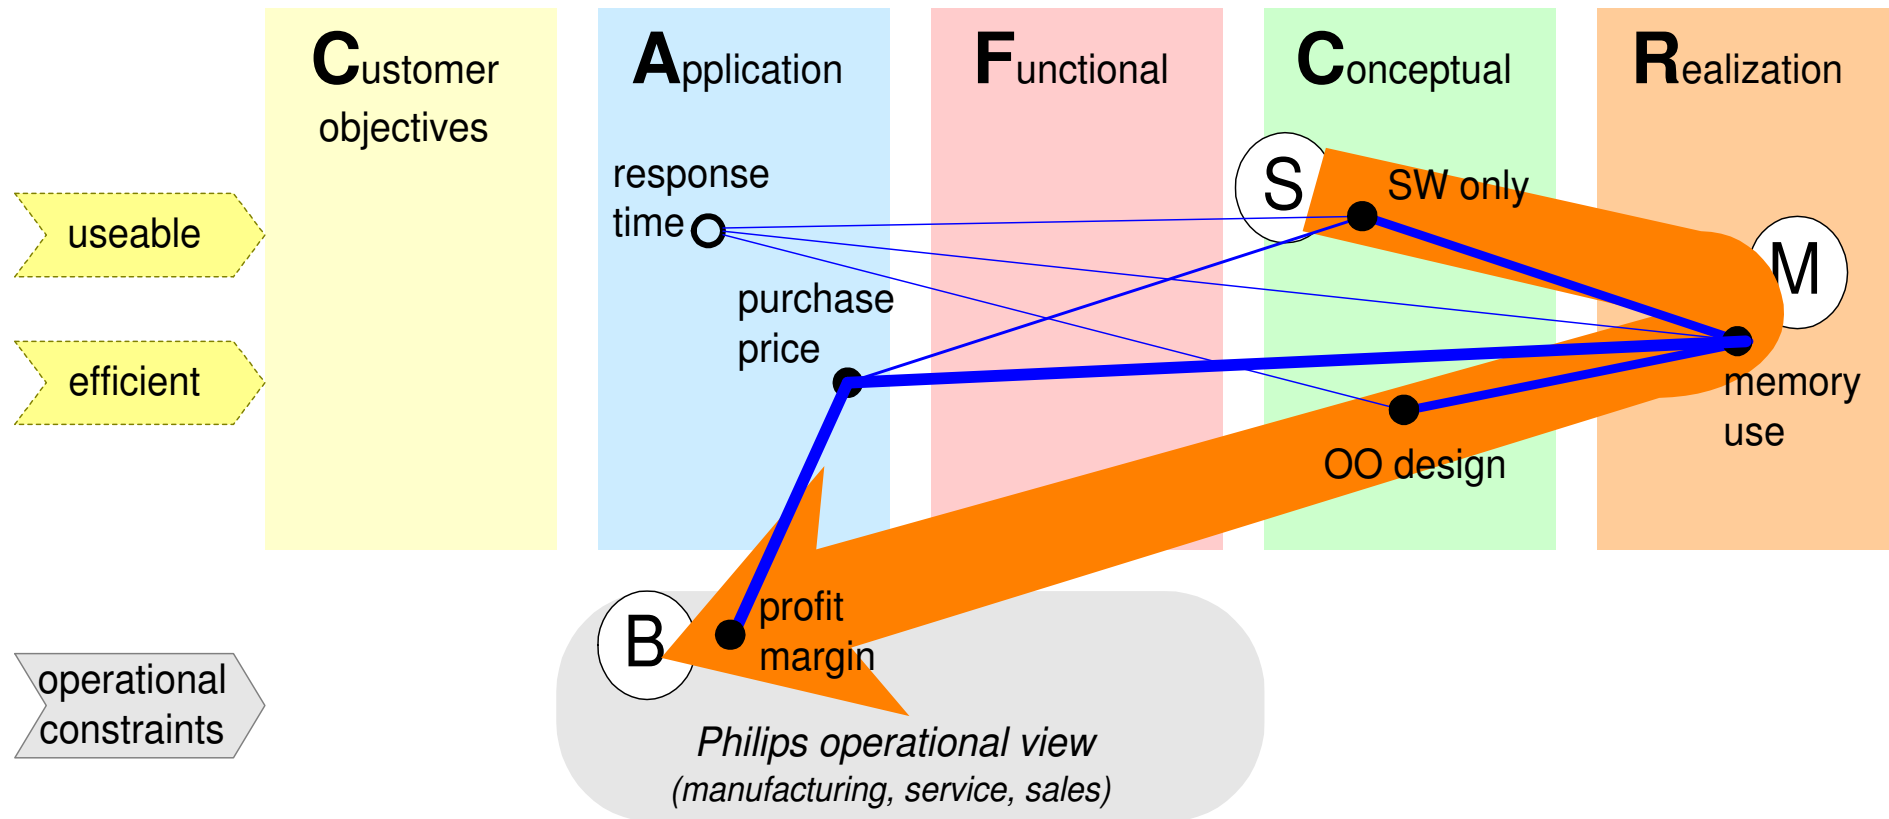 Customer
objectives
Application
Functional
Conceptual
Realization
response
time
S
SW only
useable
M
purchase
price
efficient
memory
use
OO design
B
profit
margin
operational
constraints
Philips operational view
(manufacturing, service, sales)